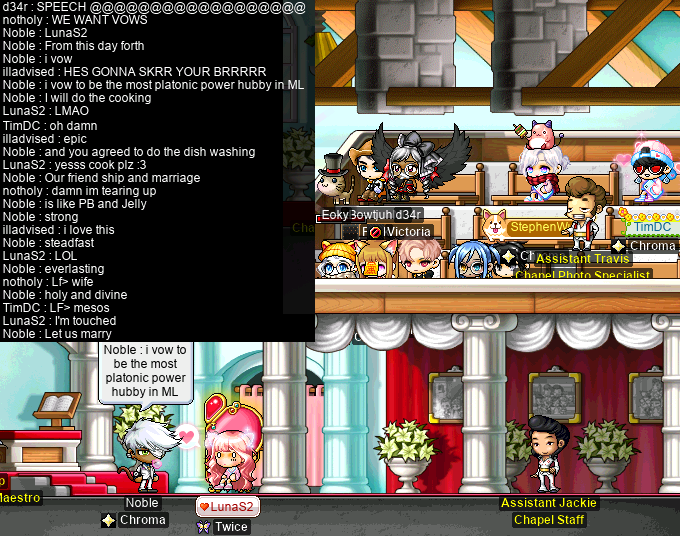 d34r : SPEECH @@@@@@@@@@@@@@@@@@
notholy : WE WANT VOWS
Noble : LunaS2
Noble : From this day forth
Noble : i vow
illadvised : HES GONNA SKRR YOUR BRRRRR
Noble : i vow to be the most platonic power hubby in ML
Noble : I will do the cooking
LunaS2 : LMAO
TimDC : oh damn
illadvised : epic
Noble : and you agreed to do the dish washing
LunaS2 : yesss cook plz :3
Noble : Our friend ship and marriage
notholy : damn im tearing up
Noble : is like PB and Jelly
Noble : strong
illadvised : i love this
Noble : steadfast
LunaS2 : LOL
Noble : everlasting
notholy : Lf> wife
Noble : holy and divine
TimDC : LF> mesos
LunaS2 : I'm touched
Noble : Let us marry
Eoky
d34r
Victoria
StephenW
TimDC
Chroma
Assistant Travis
Chapel Photo Specialist
Noble : i vow to
be the most
platonic power
hubby in ML
Maestro
Noble
Chroma
LunaS2
Twice
Assistant Jackie
Chapel Staff